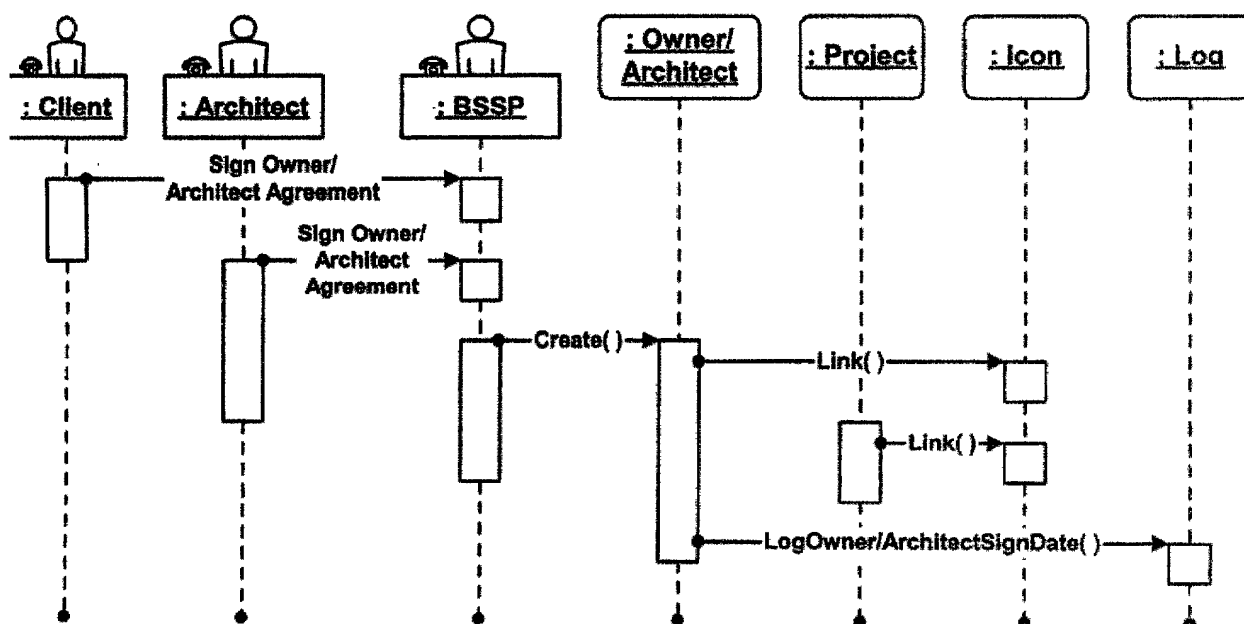 : Client
: Architect
: BSSP
: Owner/
Architect
: Project
: Icon
: Log
Sign Owner/
Architect Agreement
Sign Owner/
Architect
Agreement
Create( )
Link( )
Link( )
LogOwner/ArchitectSignDate( )